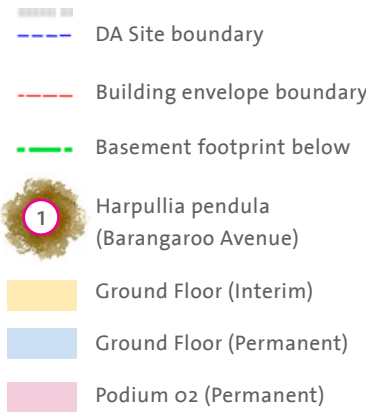 DA Site boundary
Building envelope boundary
Basement footprint below
1
Harpullia pendula
(Barangaroo Avenue)
Ground Floor (Interim)
Ground Floor (Permanent)
Podium 02 (Permanent)